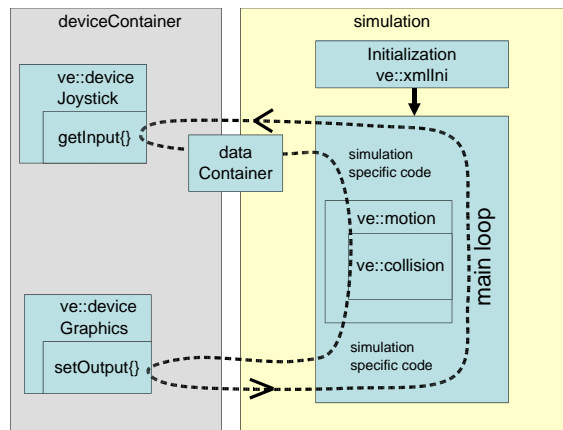 deviceContainer
simulation
ve::device
Joystick
getInput{}
data
Container
Initialization
ve::xmlIni
simulation
specific code
ve::motion
ve::collision
main loop
ve::device
Graphics
setOutput{}
simulation
specific code